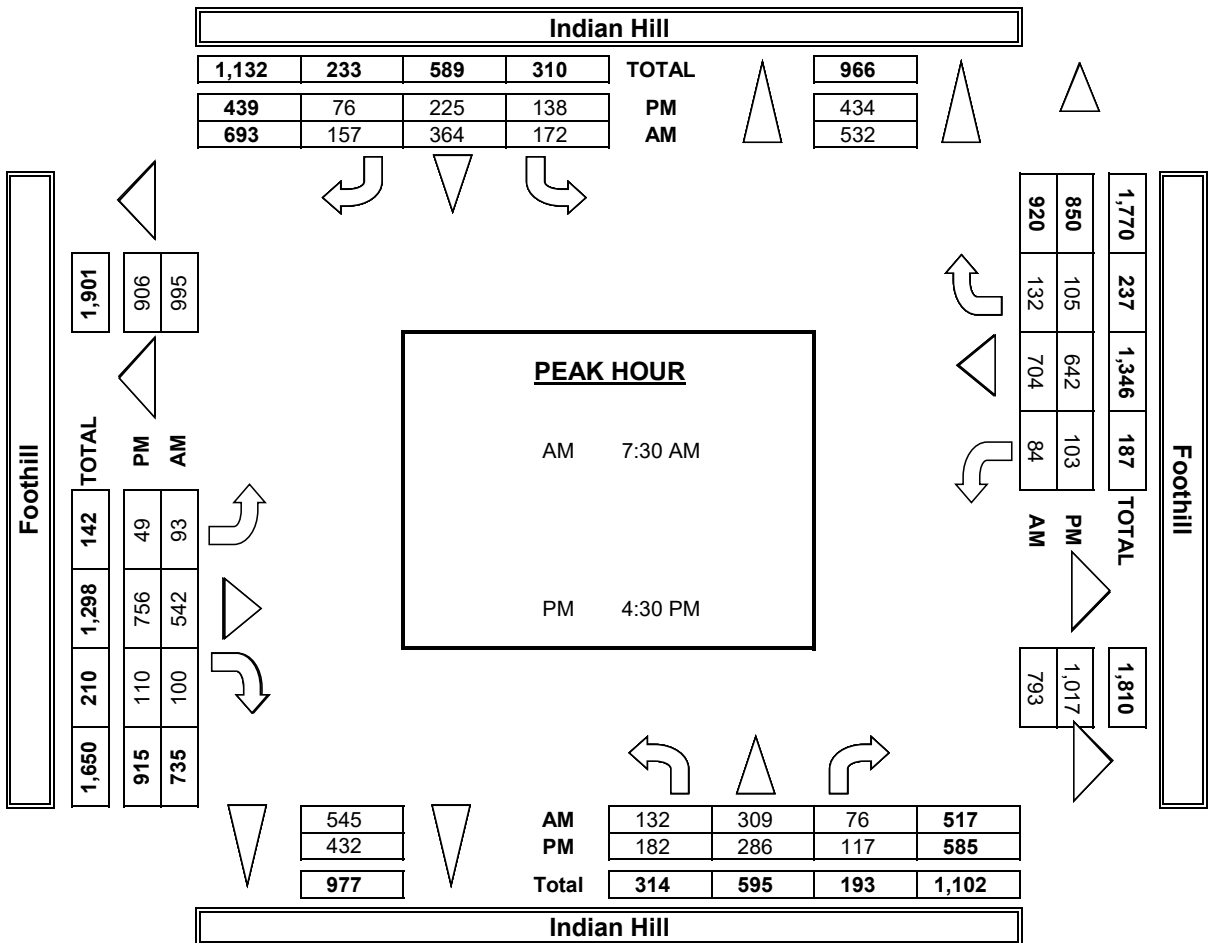 Indian Hill
1,132 233 589 310 TOTAL 966
439 76 225 138 PM 434
693 157 364 172 AM 532
Foothill
1,901
906
995
TOTAL
PM
AM
142 1,298 210 1,650
49 756 110 915
93 542 100 735
PEAK HOUR
AM 7:30 AM
PM 4:30 PM
1,770 237 1,346 187 TOTAL 1,810
850 105 642 103 PM 1,017
920 132 704 84 AM 793
Foothill
545 AM 132 309 76 517
432 PM 182 286 117 585
977 Total 314 595 193 1,102
Indian Hill